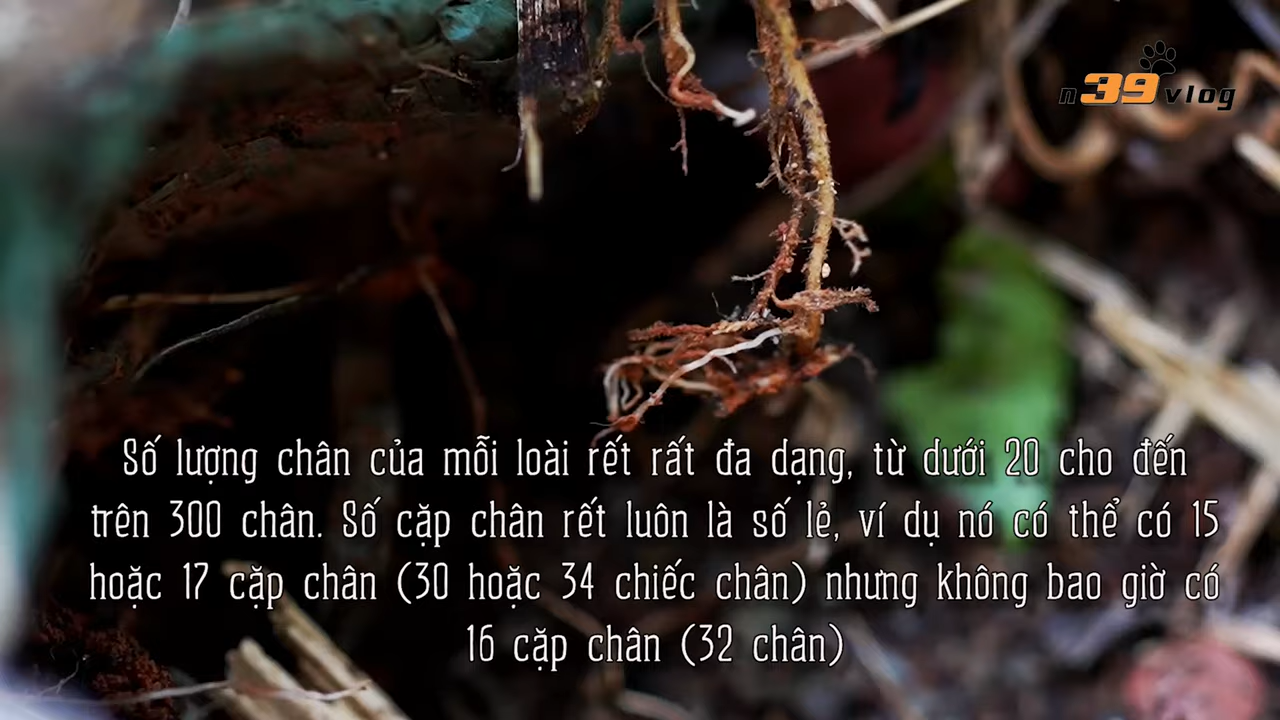 n39vlog
Số lượng chân của mỗi loài rết rất đa dạng, từ dưới 20 cho đến
trên 300 chân. Số cặp chân rết luôn là số lẻ, ví dụ nó có thể có 15
hoặc 17 cặp chân (30 hoặc 34 chiếc chân) nhưng không bao giờ có
16 cặp chân (32 chân)